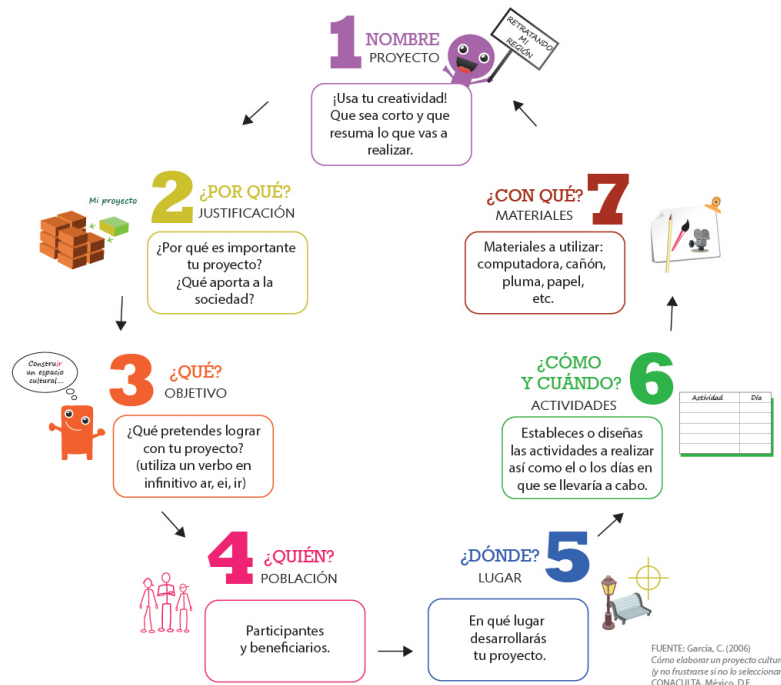 1 NOMBRE
PROYECTO
RETRATANDO
MI
REGIÓN
¡Usa tu creatividad!
Que sea corto y que
resuma lo que vas a
realizar.
2 ¿POR QUÉ?
JUSTIFICACIÓN
Mi proyecto
¿Por qué es importante
tu proyecto?
¿Qué aporta a la
sociedad?
3 ¿QUÉ?
OBJETIVO
Construir
un espacio
cultural....
¿Qué pretendes lograr
con tu proyecto?
(utiliza un verbo en
infinitivo ar, ei, ir)
4 ¿QUIÉN?
POBLACIÓN
Participantes
y beneficiarios.
¿DÓNDE? 5
LUGAR
En qué lugar
desarrollarás
tu proyecto.
¿CÓMO
Y CUÁNDO? 6
ACTIVIDADES
Actividad Día
Estableces o diseñas
las actividades a realizar
así como el o los días en
que se llevaría a cabo.
¿CON QUÉ? 7
MATERIALES
Materiales a utilizar:
computadora, cañón,
pluma, papel,
etc.
FUENTE: García, C. (2006)
Cómo elaborar un proyecto cultur
(y no frustrarse si no lo selecciona
CONACULTA. México, D.F.